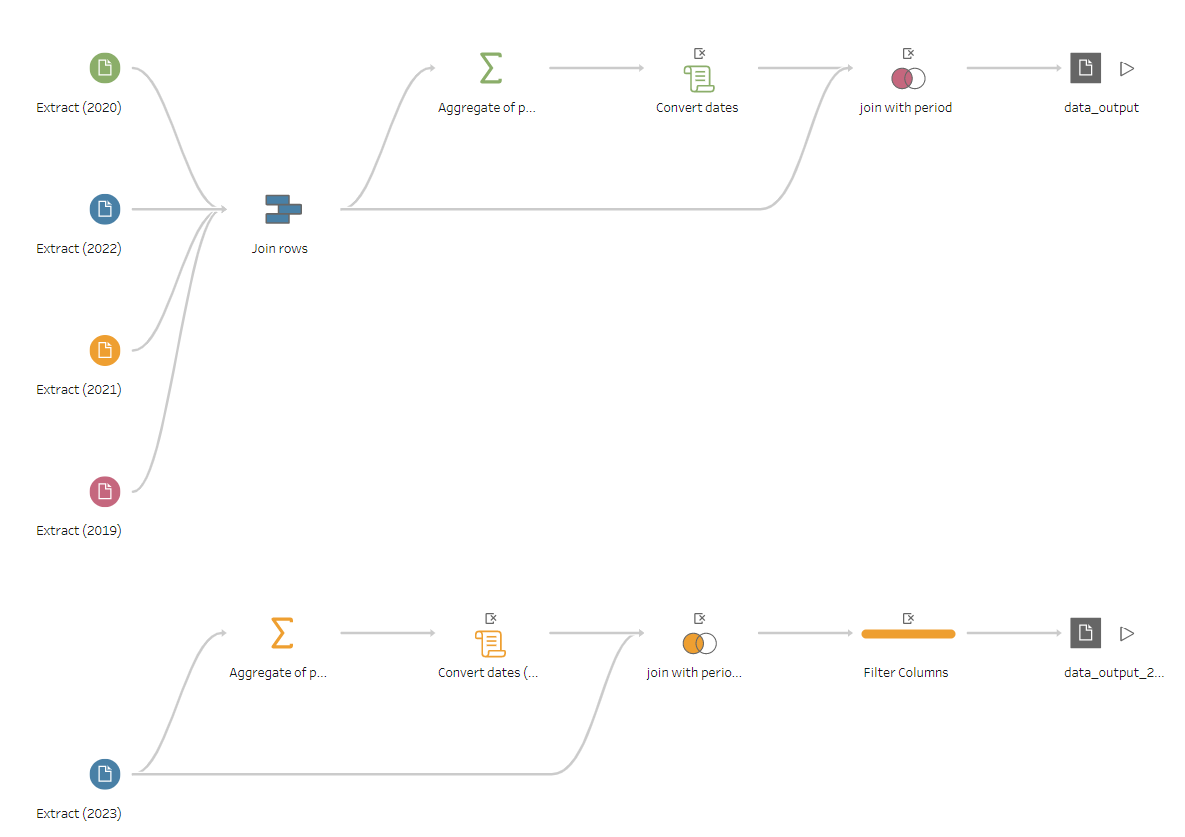 Extract (2020)
Aggregate of p...
Convert dates
join with period
data_output
Extract (2022)
Join rows
Extract (2021)
Extract (2019)
Aggregate of p...
Convert dates (...
join with perio...
Filter Columns
data_output_2...
Extract (2023)